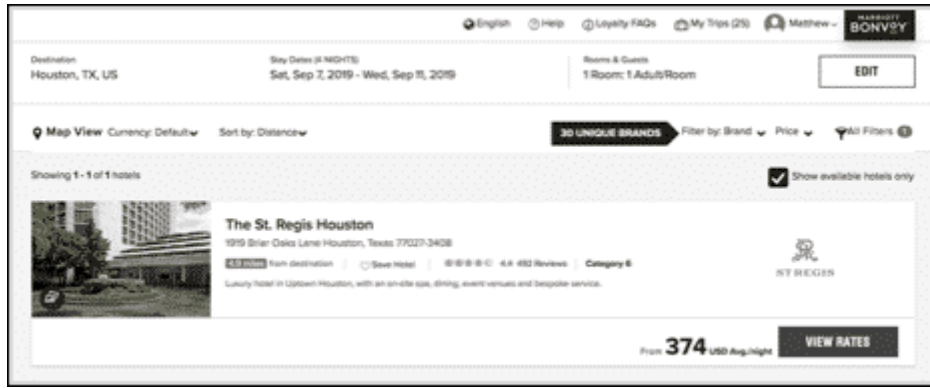 English Help Loyalty FAQs My Trips (25) Matthew MARRIOTT
BONVOY
Destination Stay Dates (4 NIGHTS) Rooms & Guests
Houston, TX, US Sat, Sep 7, 2019 - Wed, Sep 11, 2019 1 Room: 1 Adult/Room EDIT
Map View Currency: Default Sort by: Distance 30 UNIQUE BRANDS Filter by: Brand Price All Filters 1
Showing 1 - 1 of 1 hotels Show available hotels only
The St. Regis Houston
1919 Briar Oaks Lane Houston, Texas 77027-3408
4.9 miles from destination Save Hotel 4.4 492 Reviews Category 6
Luxury hotel in Uptown Houston, with an on-site spa, dining, event venues and bespoke service.
ST REGIS
From 374 USD Avg./night VIEW RATES